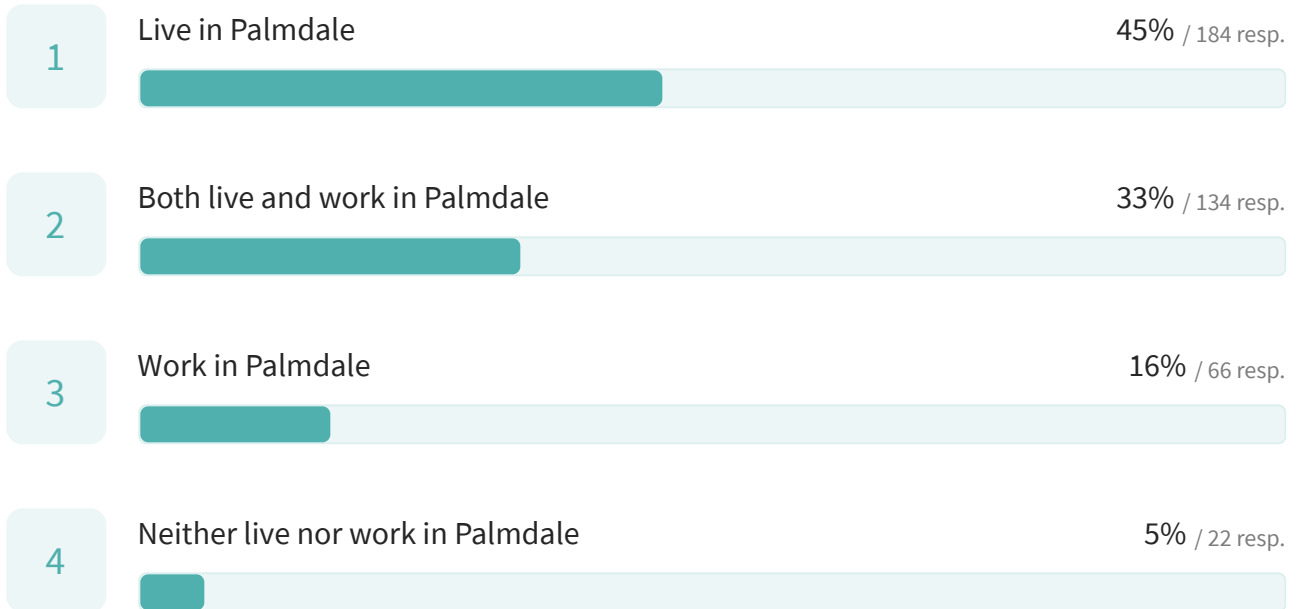 1
Live in Palmdale 45% / 184 resp.
2
Both live and work in Palmdale 33% / 134 resp.
3
Work in Palmdale 16% / 66 resp.
4
Neither live nor work in Palmdale 5% / 22 resp.